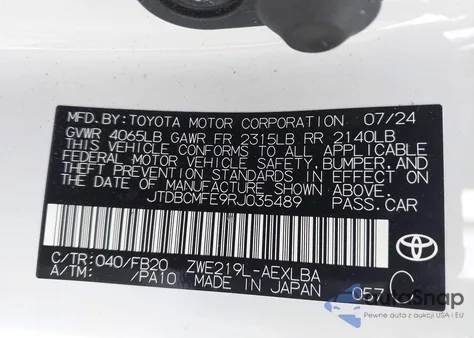 MFD.BY:TOYOTA MOTOR CORPORATION 07/24
GVWR 4065LB GAWR FR 2315LB RR 2140LB
THIS VEHICLE CONFORMS TO ALL APPLICABLE
FEDERAL MOTOR VEHICLE SAFETY,BUMPER,AND
THEFT PREVENTION STANDARDS IN EFFECT ON
THE DATE OF MANUFACTURE SHOWN ABOVE.
JTDBCMFE9RJ035489 PASS.CAR
C/TR:040/FB20 ZWE219L-AEXLBA
A/TM: /PA10 MADE IN JAPAN 057 C
TOYOTA
AutoSnap
Pewne auta z USA i EU